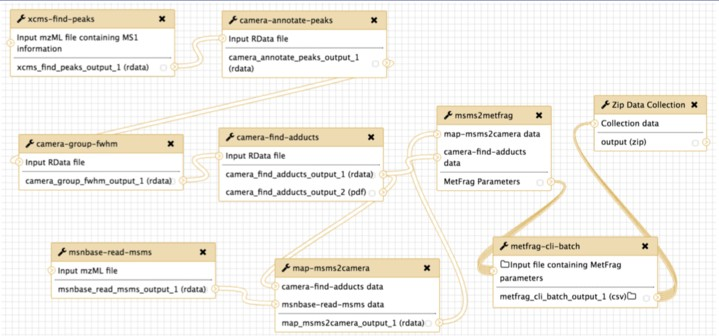 xcms-find-peaks
Input mzML file containing MS1
information
xcms_find_peaks_output_1 (rdata)
camera-annotate-peaks
Input RData file
camera_annotate_peaks_output_1
(rdata)
camera-group-fwhm
Input RData file
camera_group_fwhm_output_1 (rdata)
camera-find-adducts
Input RData file
camera_find_adducts_output_1 (rdata)
camera_find_adducts_output_2 (pdf)
msms2metfrag
map-msms2camera data
camera-find-adducts
data
MetFrag Parameters
Zip Data Collection
Collection data
output (zip)
msnbase-read-msms
Input mzML file
msnbase_read_msms_output_1 (rdata)
map-msms2camera
camera-find-adducts data
msnbase-read-msms data
map_msms2camera_output_1 (rdata)
metfrag-cli-batch
Input file containing MetFrag
parameters
metfrag_cli_batch_output_1 (csv)